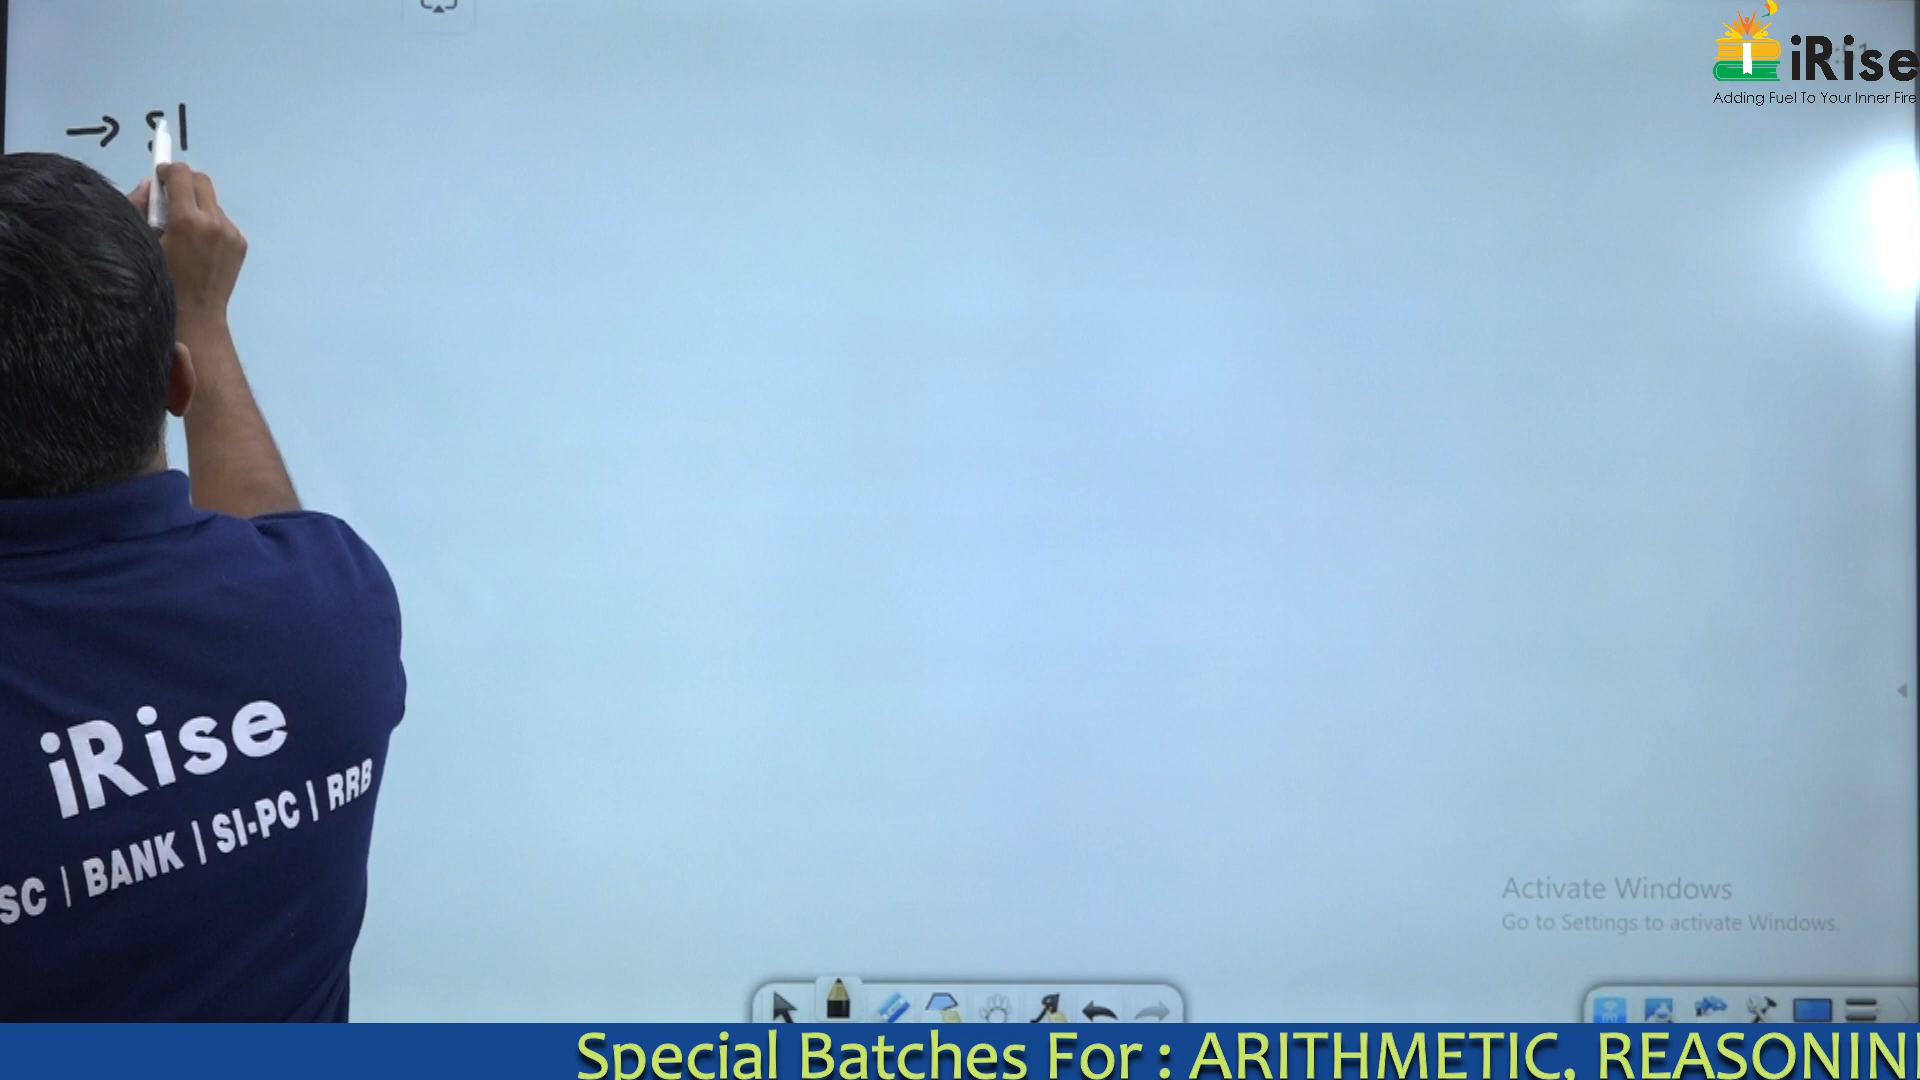 iRise
Adding Fuel To Your Inner Fire
→ SI
iRise
SC | BANK | SI-PC | RRB
Activate Windows
Go to Settings to activate Windows.
Special Batches For : ARITHMETIC, REASONIN